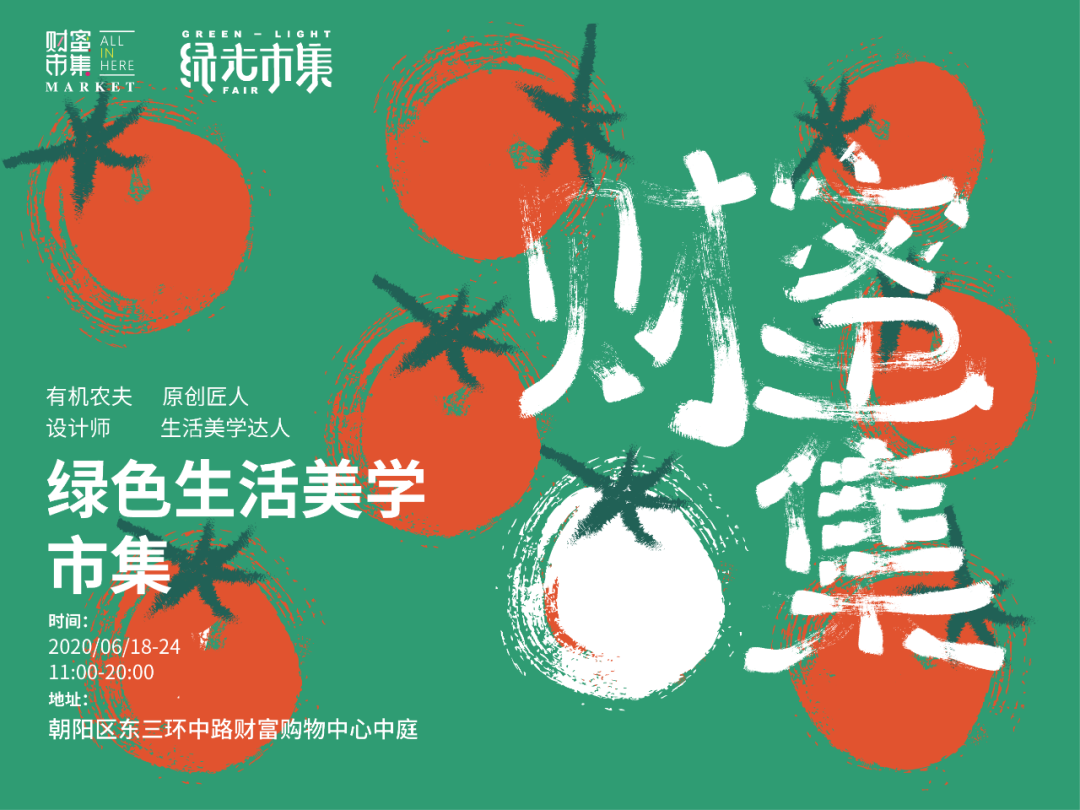 财蜜
市集
ALL
IN
HERE
MARKET
GREEN - LIGHT
绿光市集
FAIR
财蜜
集
有机农夫 原创匠人
设计师 生活美学达人
绿色生活美学
市集
时间:
2020/06/18-24
11:00-20:00
地址:
朝阳区东三环中路财富购物中心中庭